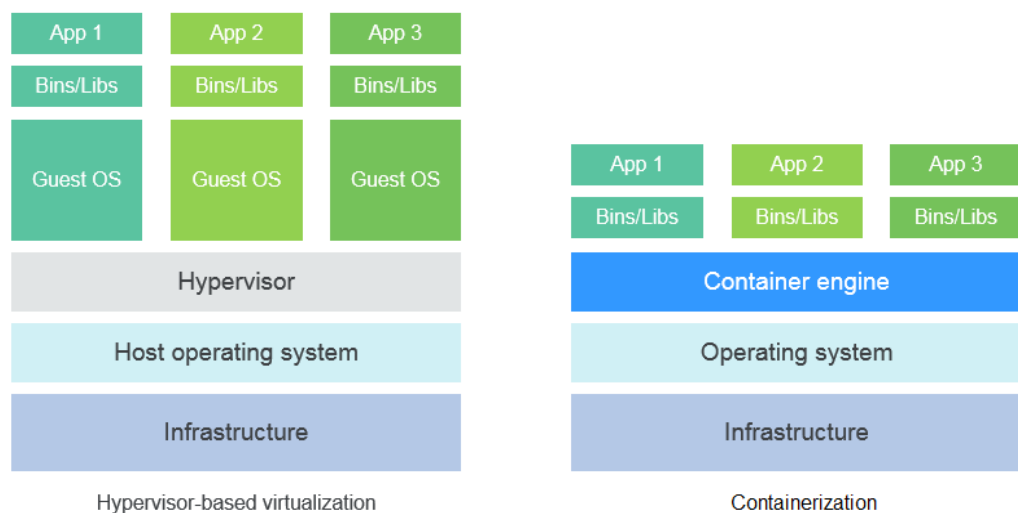 App 1
App 2
App 3
Bins/Libs
Bins/Libs
Bins/Libs
Guest OS
Guest OS
Guest OS
Hypervisor
Host operating system
Infrastructure
Hypervisor-based virtualization
App 1
App 2
App 3
Bins/Libs
Bins/Libs
Bins/Libs
Container engine
Operating system
Infrastructure
Containerization